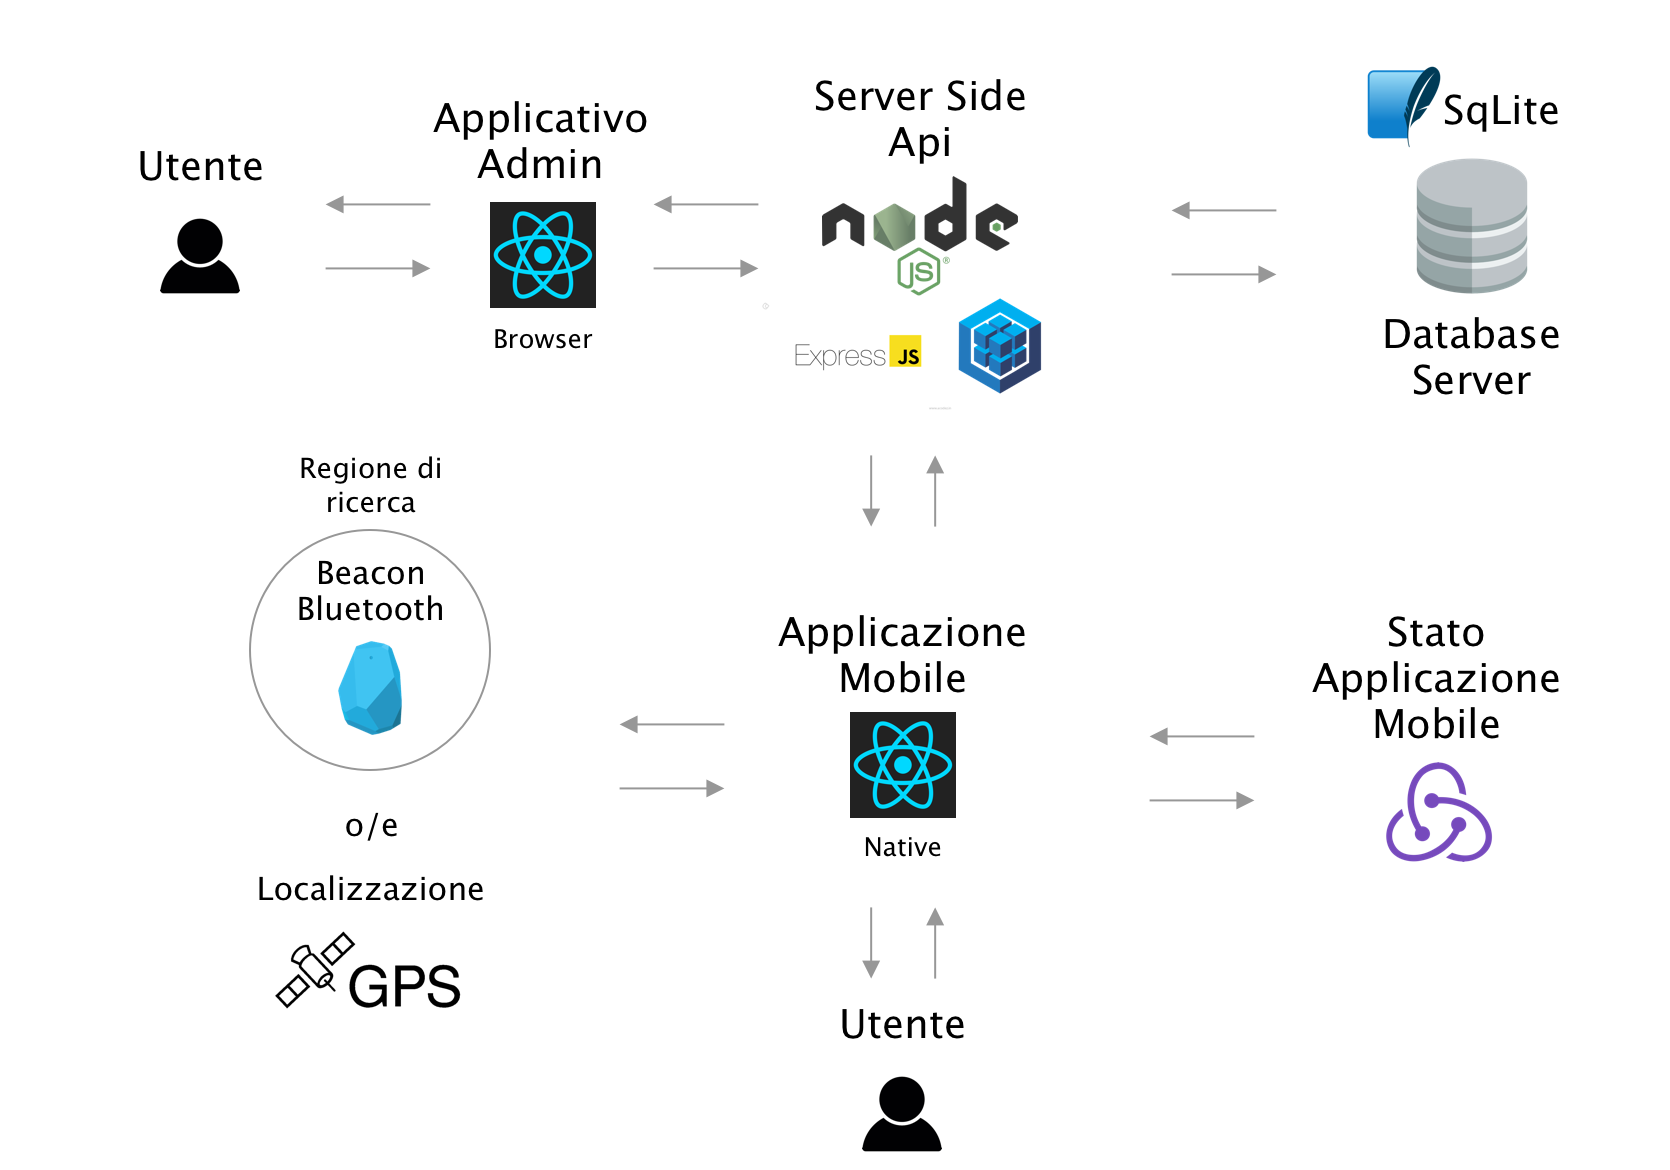 Utente
Applicativo
Admin
Browser
Server Side
Api
node
JS
®
Express JS
SqLite
Database
Server
Regione di
ricerca
Beacon
Bluetooth
o/e
Localizzazione
GPS
Applicazione
Mobile
Native
Stato
Applicazione
Mobile
Utente